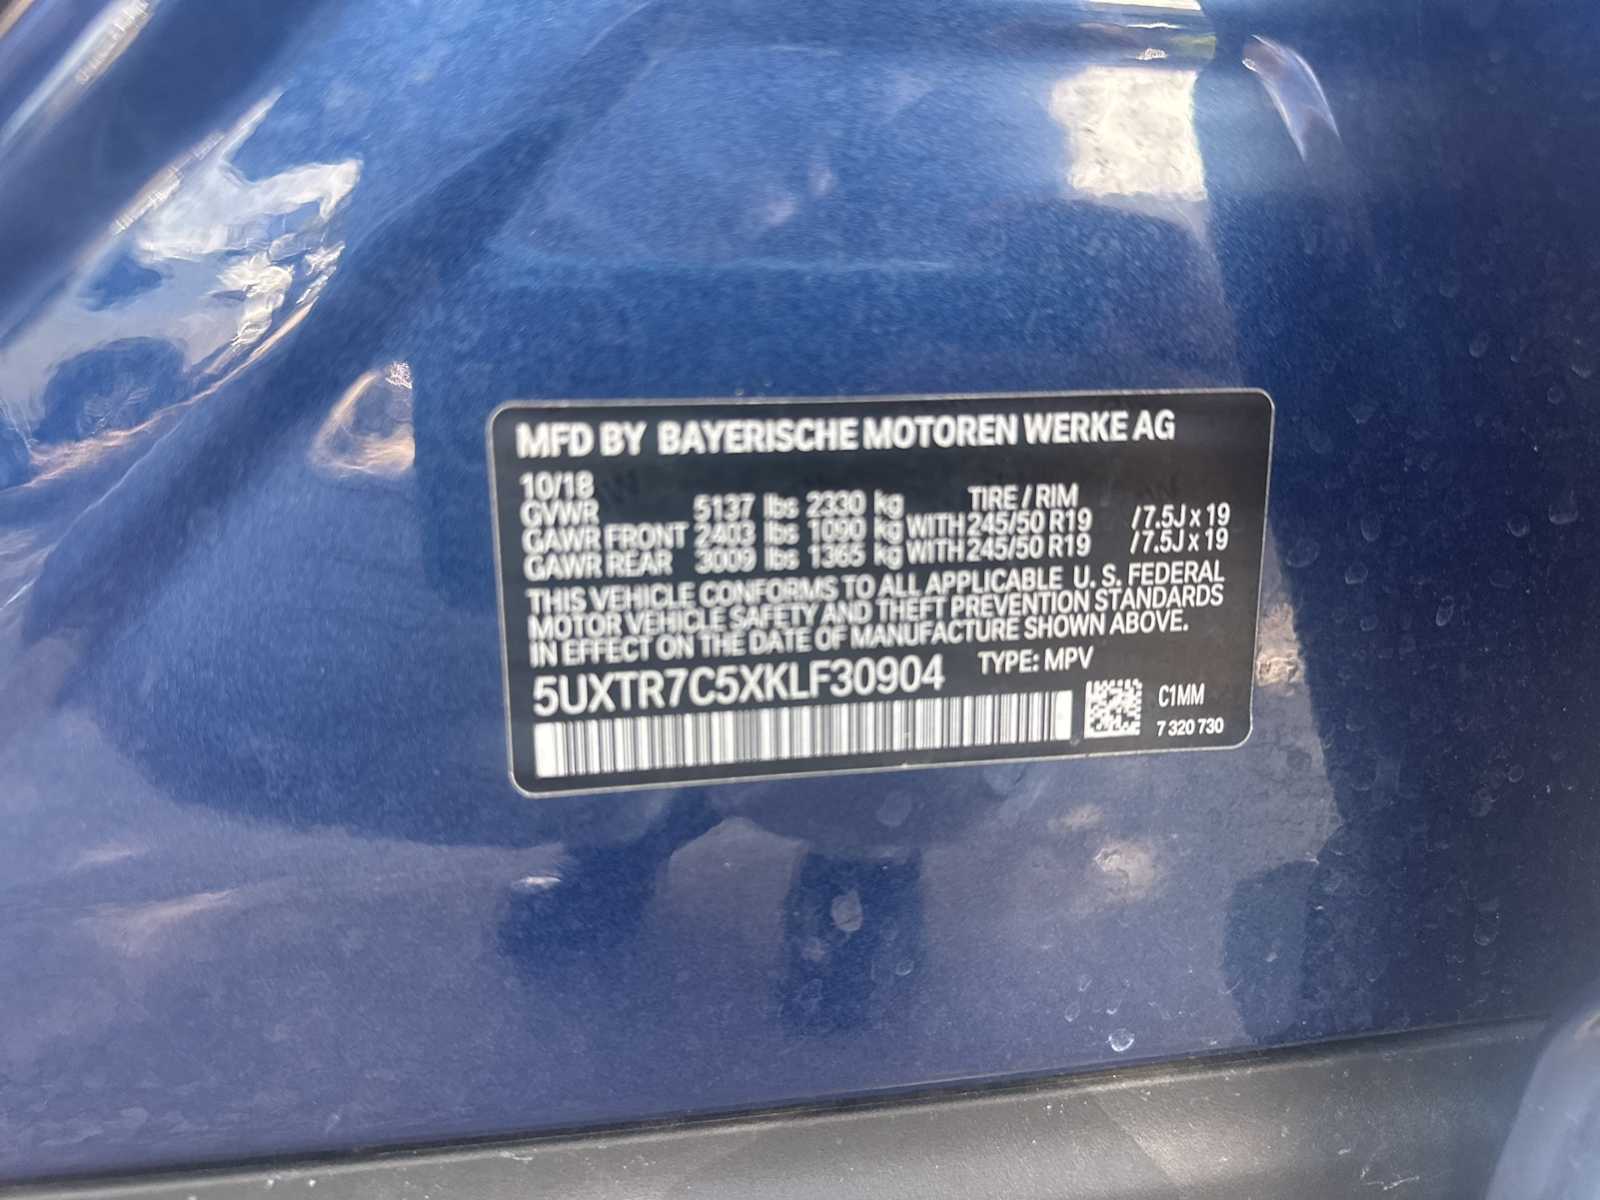 MFD BY BAYERISCHE MOTOREN WERKE AG
10/18 TIRE / RIM
GVWR 5137 lbs 2330 kg
GAWR FRONT 2403 lbs 1090 kg WITH 245/50 R19 /7.5J x 19
GAWR REAR 3009 lbs 1365 kg WITH 245/50 R19 /7.5J x 19
THIS VEHICLE CONFORMS TO ALL APPLICABLE U. S. FEDERAL
MOTOR VEHICLE SAFETY AND THEFT PREVENTION STANDARDS
IN EFFECT ON THE DATE OF MANUFACTURE SHOWN ABOVE.
5UXTR7C5XKLF30904 TYPE: MPV
C1MM
7 320 730